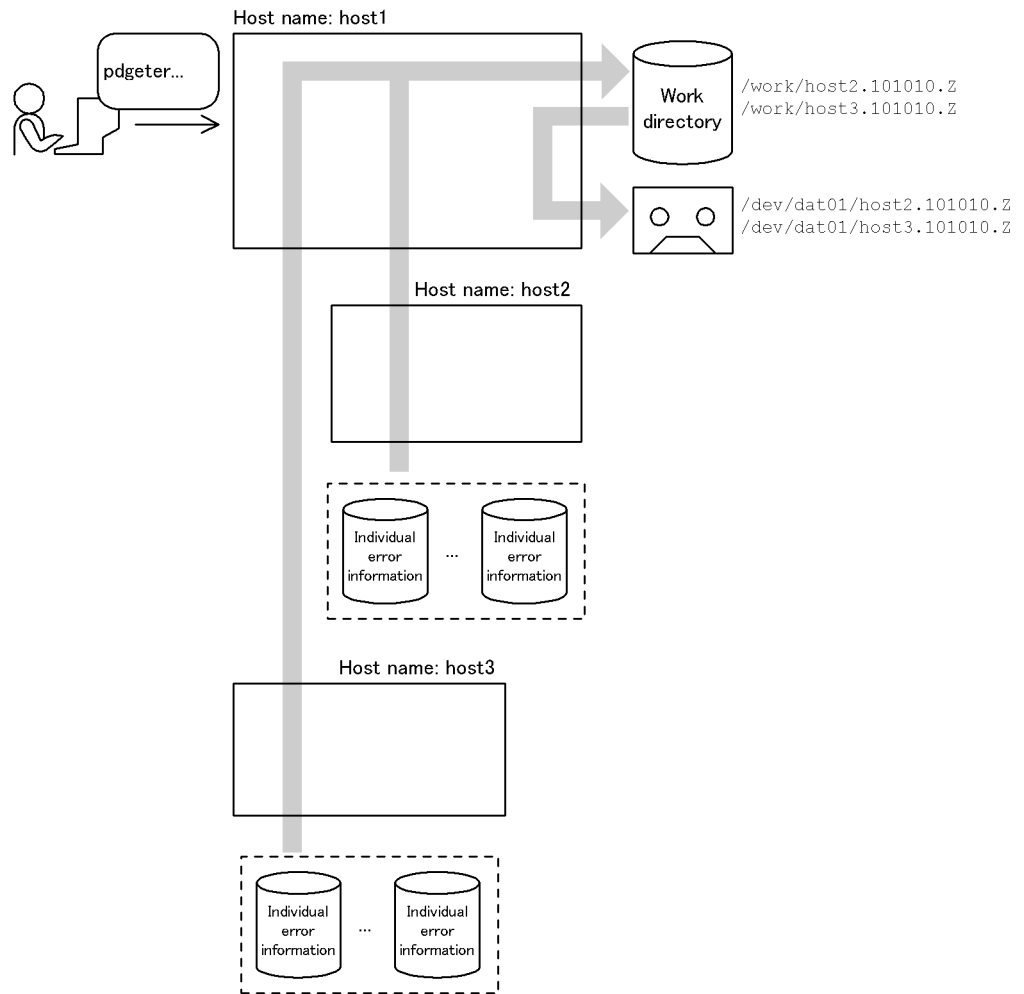 Host name: host1
pdgeter...
Work
directory
/work/host2.101010.Z
/work/host3.101010.Z
/dev/dat01/host2.101010.Z
/dev/dat01/host3.101010.Z
Host name: host2
Individual
error
information
...
Individual
error
information
Host name: host3
Individual
error
information
...
Individual
error
information